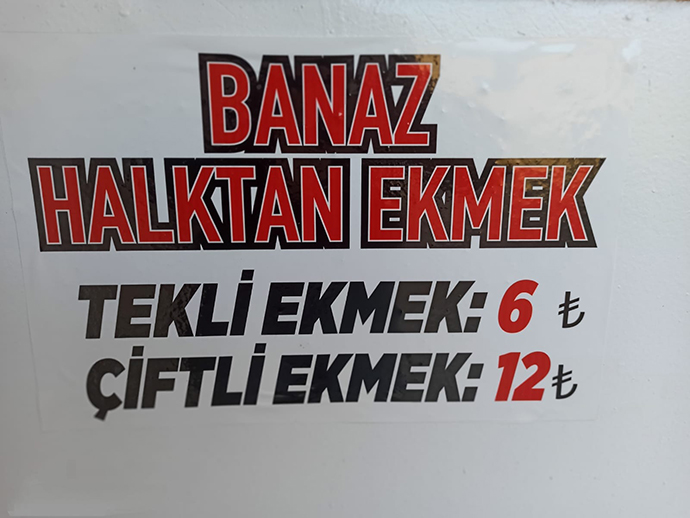 BANAZ
HALKTAN EKMEK
TEKLİ EKMEK: 6 ₺
ÇİFTLİ EKMEK: 12₺